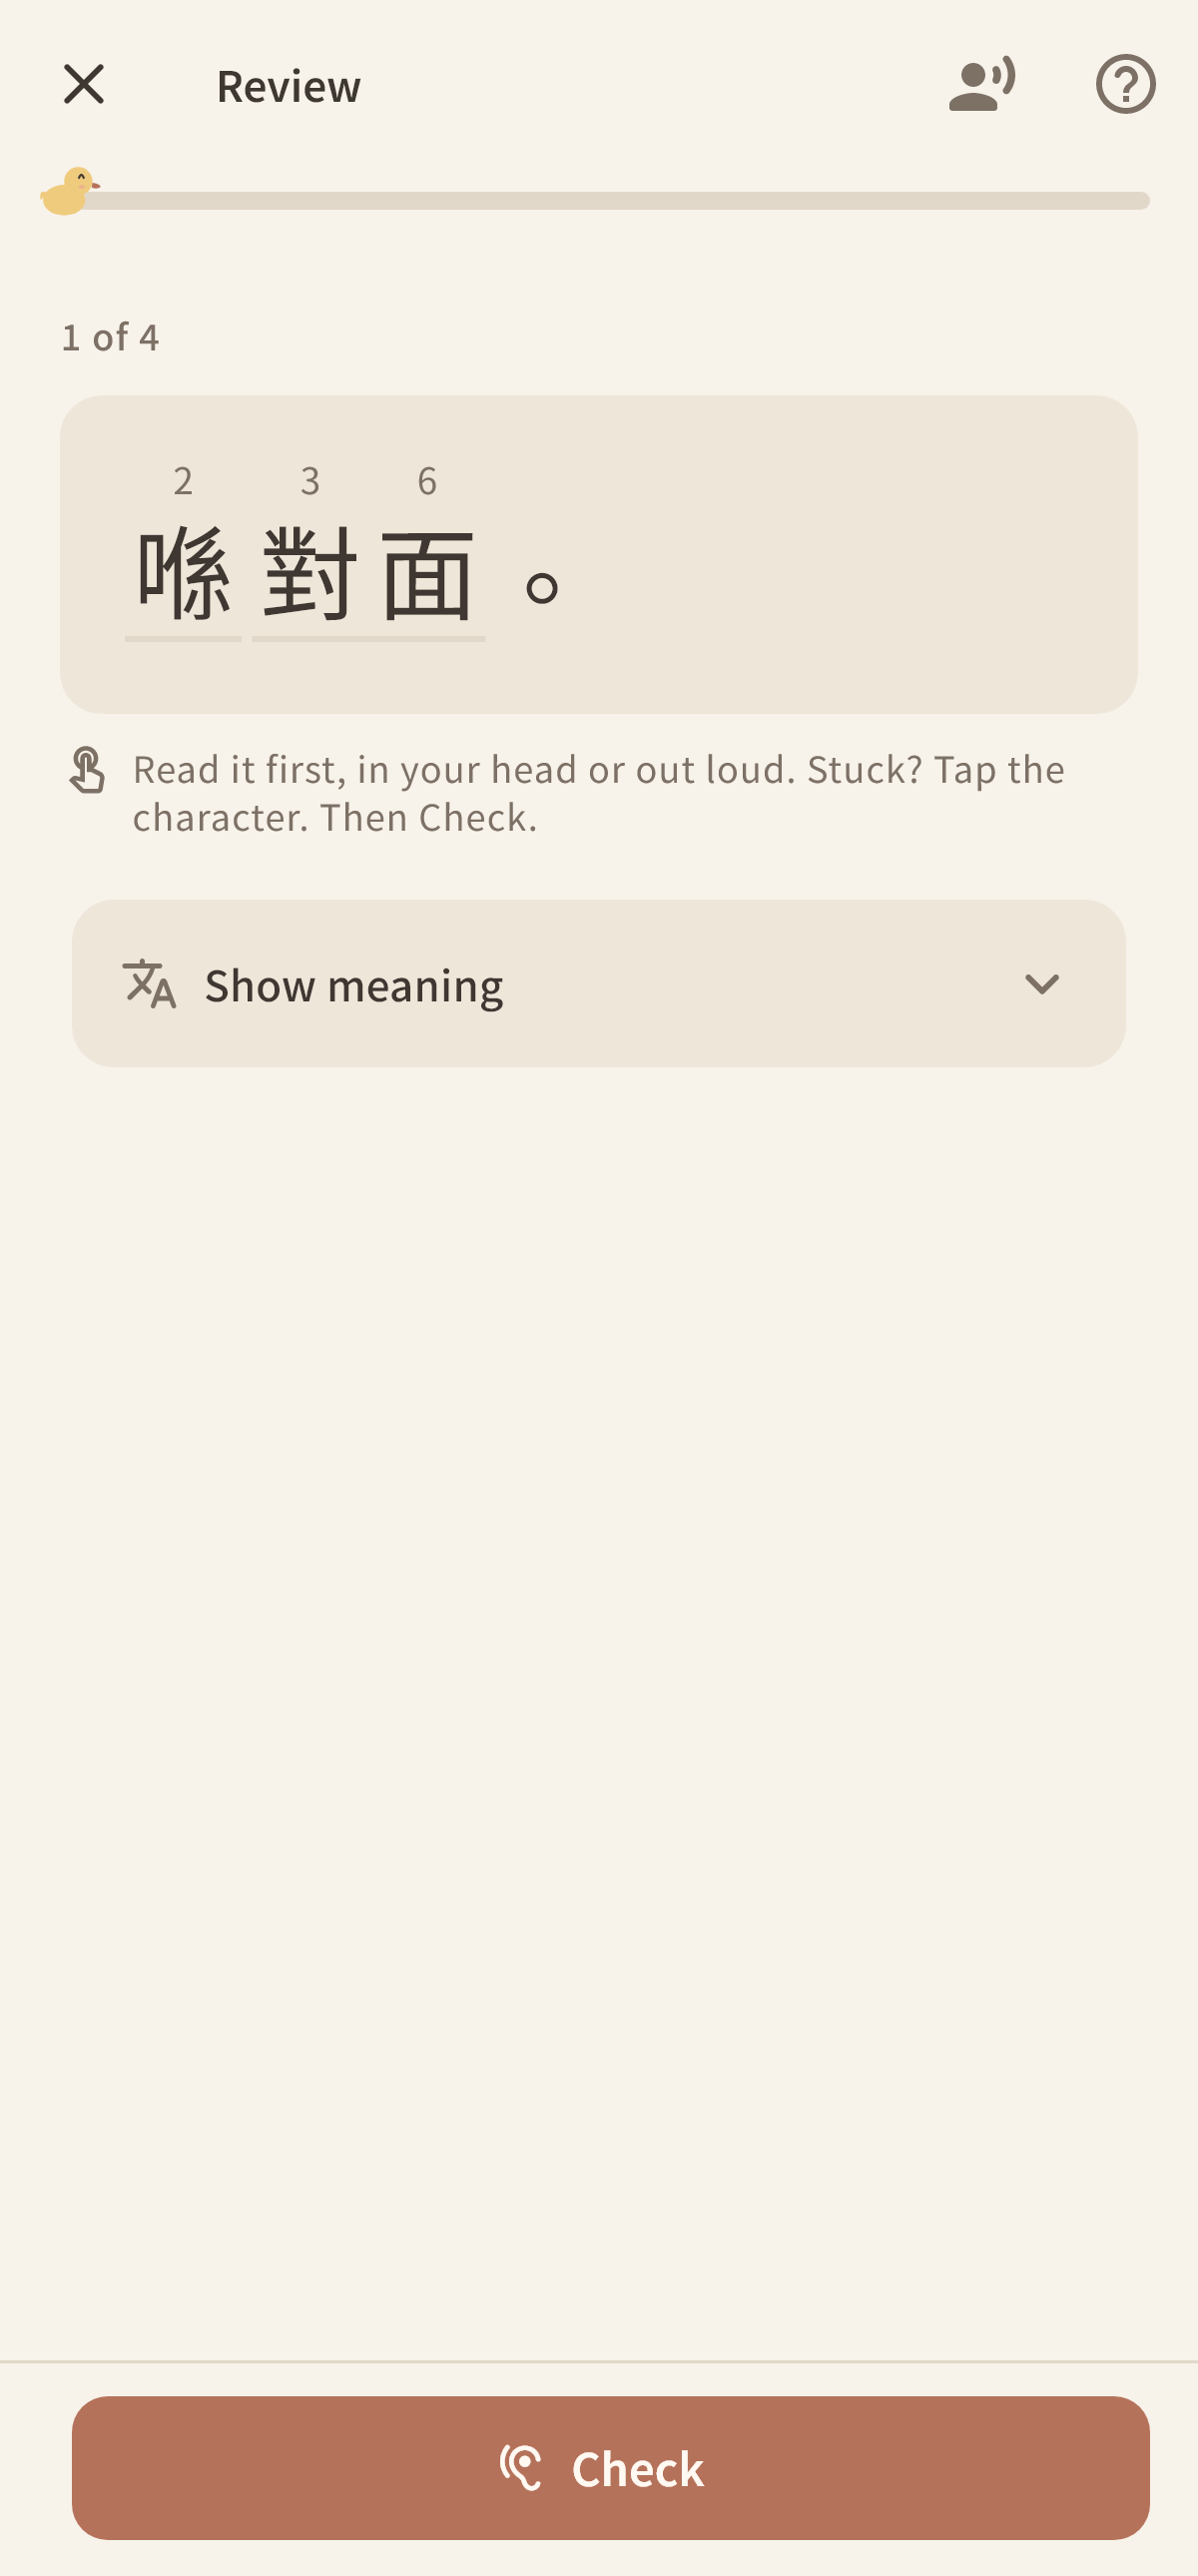 Review
1 of 4
2 3 6
喺對面。
Read it first, in your head or out loud. Stuck? Tap the
character. Then Check.
Show meaning
Check